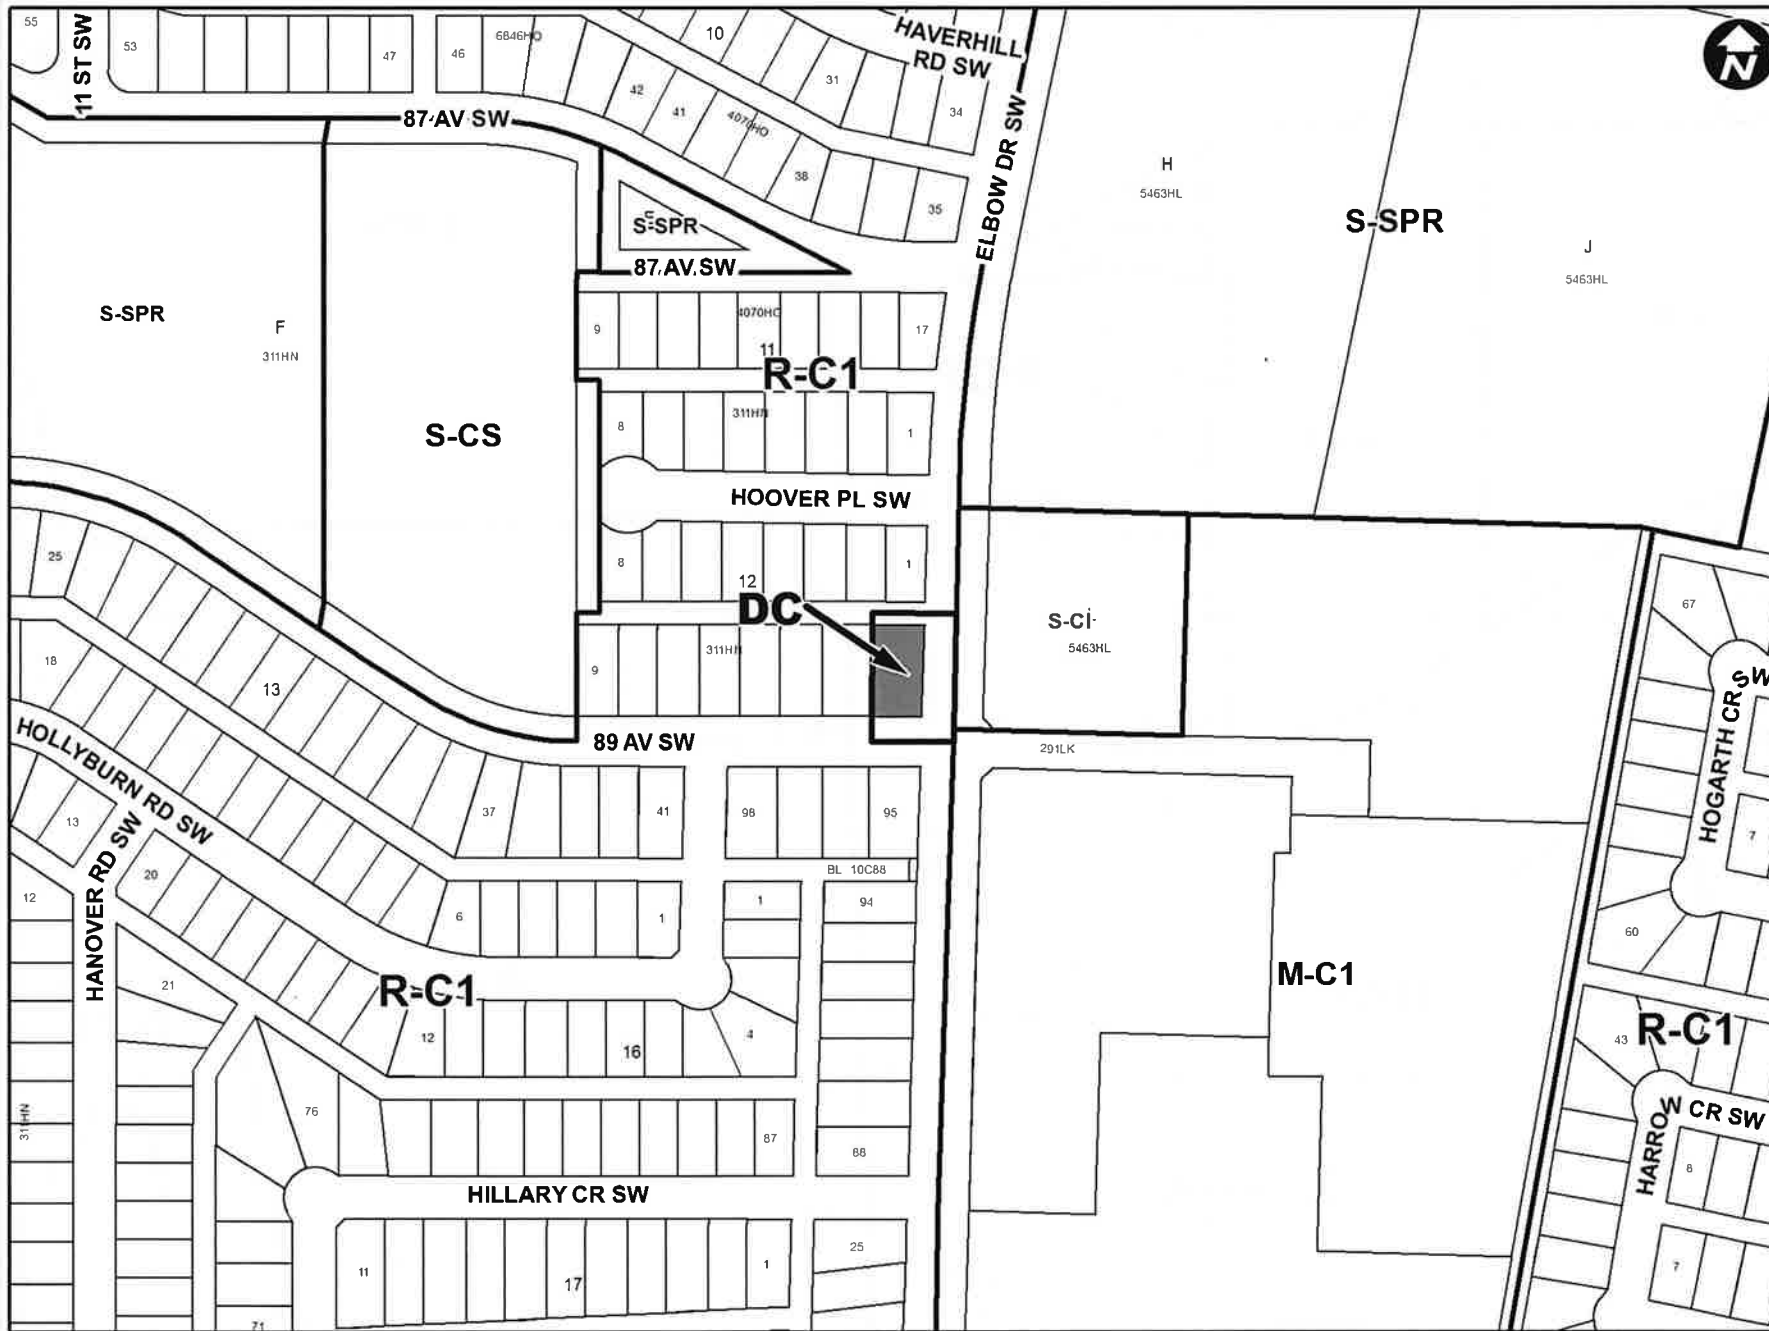 55
11 ST SW
53
47
46
6846HO
10
HAVERHILL
RD SW
N
42
41
31
34
87 AV SW
4070HO
38
35
ELBOW DR SW
H
5463HL
S-SPR
J
5463HL
S-SPR
87 AV SW
S-SPR
F
311HN
9
4070HO
11
17
R-C1
S-CS
8
311HN
1
HOOVER PL SW
25
8
12
1
DC
S-CI
5463HL
67
18
13
9
311HN
HOGARTH CR SW
HOLLYBURN RD SW
89 AV SW
291LK
13
37
41
98
95
7
HANOVER RD SW
20
BL 10C88
12
6
1
1
94
60
21
R-C1
M-C1
12
16
4
43
R-C1
311HN
76
87
88
HARROW CR SW
8
HILLARY CR SW
11
17
1
25
7
71